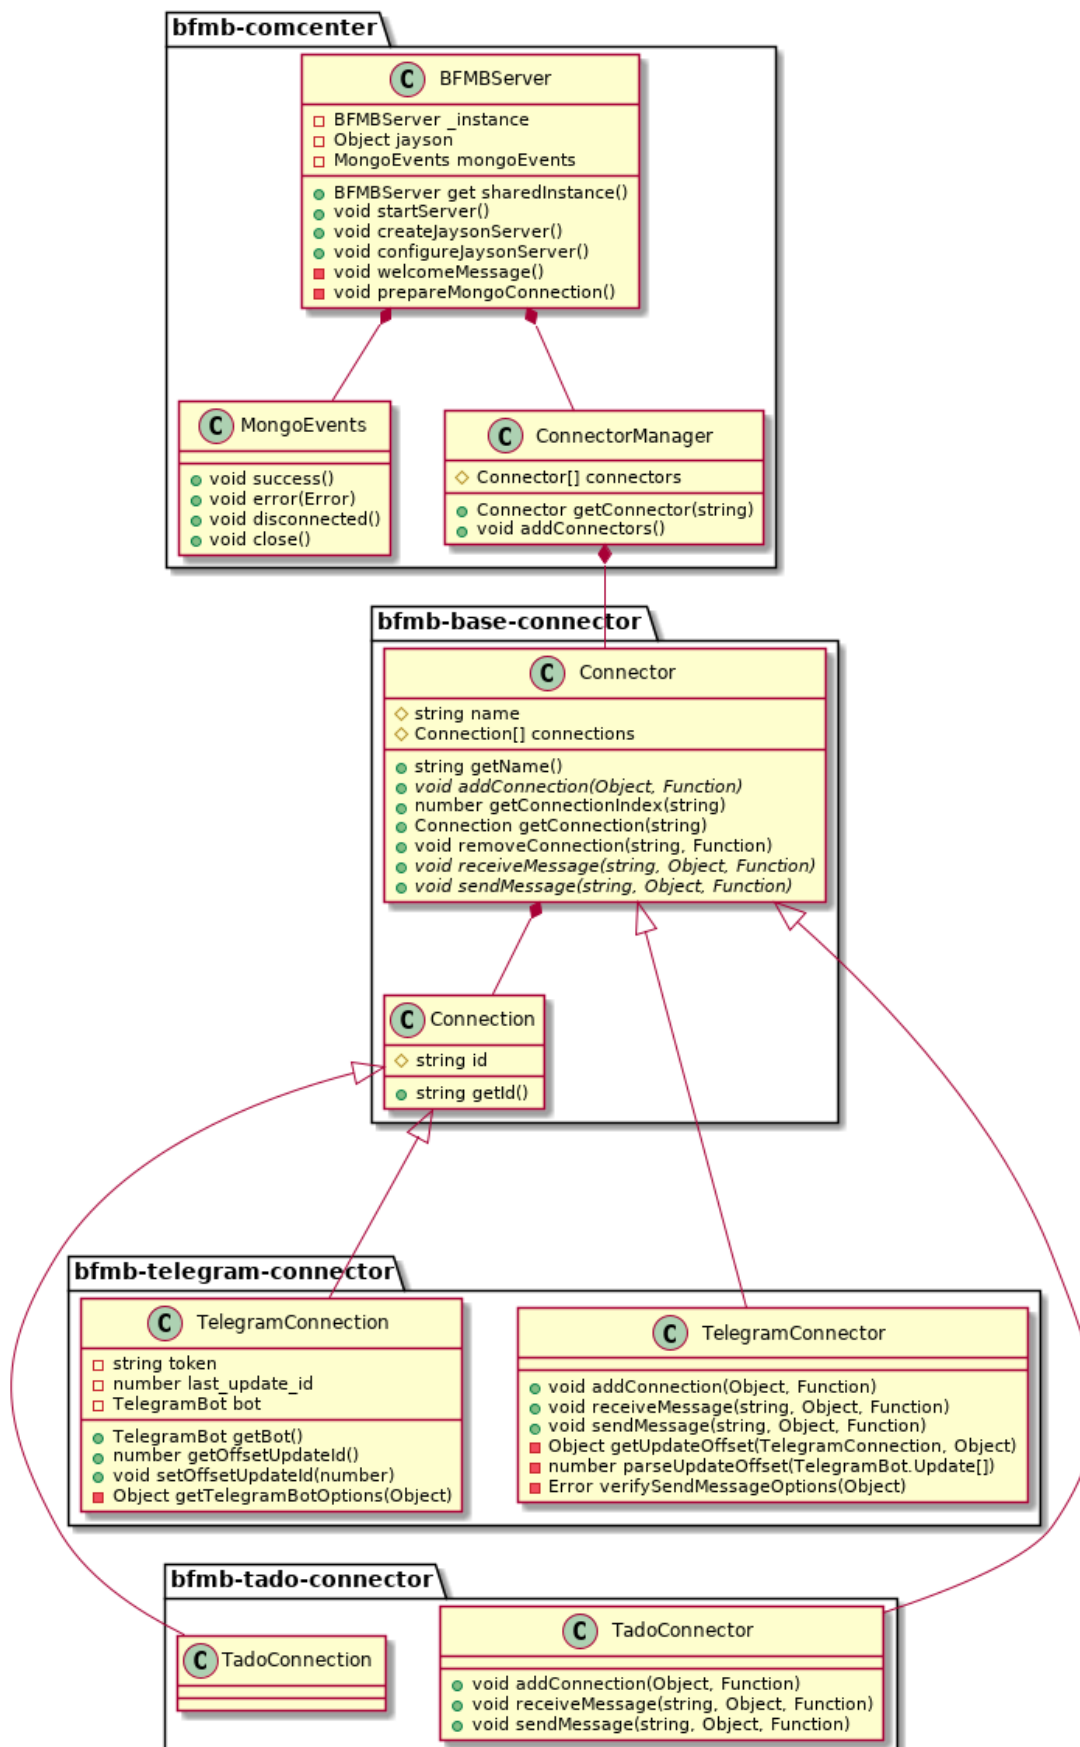 bfmb-comcenter
C BFMBServer
BFMBServer _instance
Object jayson
MongoEvents mongoEvents
BFMBServer get sharedInstance()
void startServer()
void createJaysonServer()
void configureJaysonServer()
void welcomeMessage()
void prepareMongoConnection()
C MongoEvents
void success()
void error(Error)
void disconnected()
void close()
C ConnectorManager
Connector[] connectors
Connector getConnector(string)
void addConnectors()
bfmb-base-connector
C Connector
string name
Connection[] connections
string getName()
void addConnection(Object, Function)
number getConnectionIndex(string)
Connection getConnection(string)
void removeConnection(string, Function)
void receiveMessage(string, Object, Function)
void sendMessage(string, Object, Function)
C Connection
string id
string getId()
bfmb-telegram-connector
C TelegramConnection
string token
number last_update_id
TelegramBot bot
TelegramBot getBot()
number getOffsetUpdateId()
void setOffsetUpdateId(number)
Object getTelegramBotOptions(Object)
C TelegramConnector
void addConnection(Object, Function)
void receiveMessage(string, Object, Function)
void sendMessage(string, Object, Function)
Object getUpdateOffset(TelegramConnection, Object)
number parseUpdateOffset(TelegramBot.Update[])
Error verifySendMessageOptions(Object)
bfmb-tado-connector
C TadoConnection
C TadoConnector
void addConnection(Object, Function)
void receiveMessage(string, Object, Function)
void sendMessage(string, Object, Function)